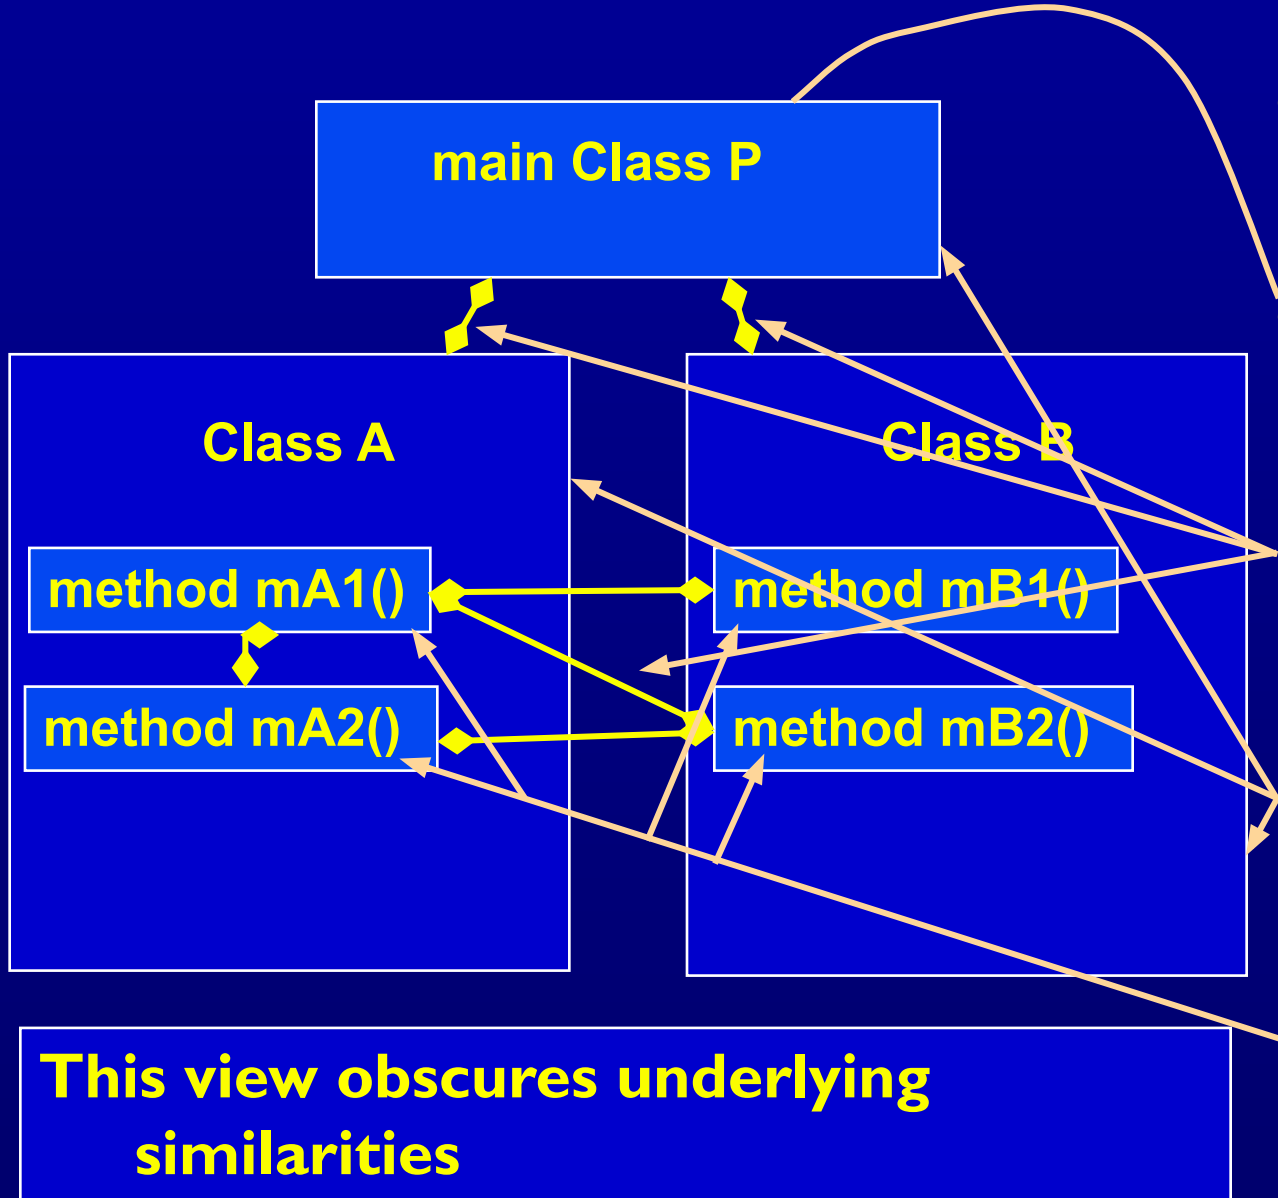 main Class P
Class A
Class B
method mA1()
method mB1()
method mA2()
method mB2()
This view obscures underlying
similarities